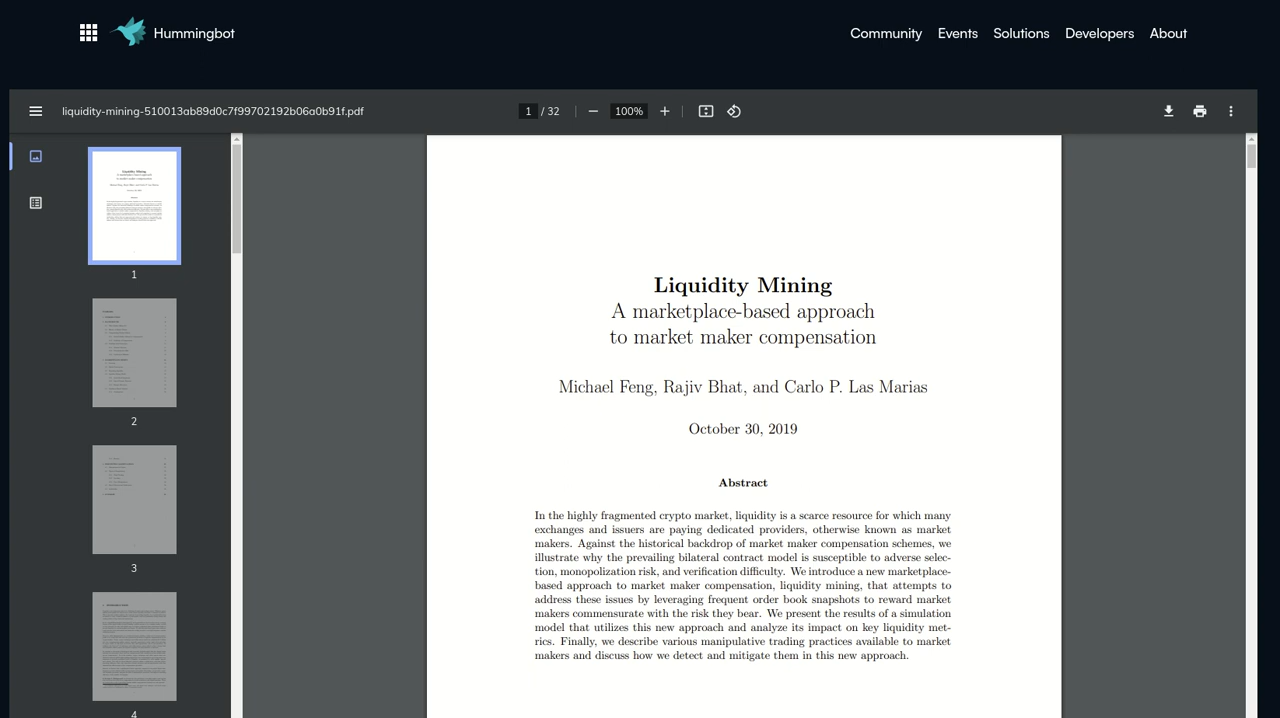 Hummingbot
Community Events Solutions Developers About
liquidity-mining-510013ab89d0c7f99702192b06a0b91f.pdf
1 / 32
100%
1
2
3
4
Liquidity Mining
A marketplace-based approach
to market maker compensation
Michael Feng, Rajiv Bhat, and Carlo P. Las Marias
October 30, 2019
Abstract
In the highly fragmented crypto market, liquidity is a scarce resource for which many
exchanges and issuers are paying dedicated providers, otherwise known as market
makers. Against the historical backdrop of market maker compensation schemes, we
illustrate why the prevailing bilateral contract model is susceptible to adverse selec-
tion, monopolization risk, and verification difficulty. We introduce a new marketplace-
based approach to market maker compensation, liquidity mining, that attempts to
address these issues by leveraging frequent order book snapshots to reward market
makers commensurate with the risk they bear. We present the results of a simulation
model that utilizes this new approach and analyze its impact on key liquidity met-
rics. Finally, we describe various manipulative trading practices available to market
makers and discuss how we detect and mitigate them in this new approach.